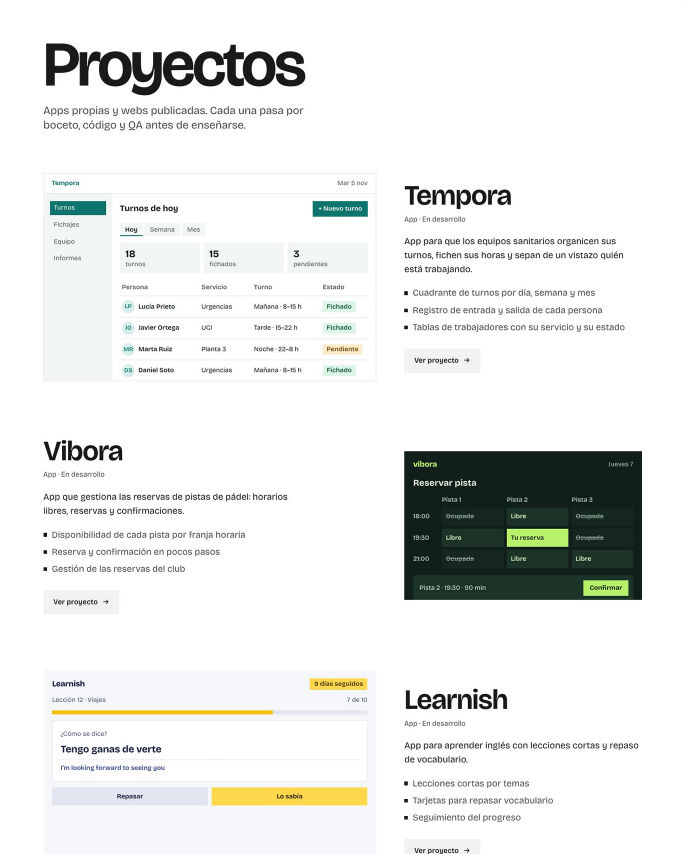 Proyectos
Apps propias y webs publicadas. Cada una pasa por
boceto, código y QA antes de enseñarse.
Tempora
Mar 5 nov
Turnos
Fichajes
Equipo
Informes
Turnos de hoy
+ Nuevo turno
Hoy Semana Mes
18 15 3
turnos fichados pendientes
Persona Servicio Turno Estado
LP Lucía Prieto Urgencias Mañana · 8–15 h Fichado
JO Javier Ortega UCI Tarde · 15–22 h Fichado
MR Marta Ruiz Planta 3 Noche · 22–8 h Pendiente
DS Daniel Soto Urgencias Mañana · 8–15 h Fichado
Tempora
App · En desarrollo
App para que los equipos sanitarios organicen sus
turnos, fichen sus horas y sepan de un vistazo quién
está trabajando.
Cuadrante de turnos por día, semana y mes
Registro de entrada y salida de cada persona
Tablas de trabajadores con su servicio y su estado
Ver proyecto →
Vibora
App · En desarrollo
App que gestiona las reservas de pistas de pádel: horarios
libres, reservas y confirmaciones.
Disponibilidad de cada pista por franja horaria
Reserva y confirmación en pocos pasos
Gestión de las reservas del club
Ver proyecto →
vibora
Jueves 7
Reservar pista
Pista 1 Pista 2 Pista 3
18:00 Ocupada Libre Ocupada
19:30 Libre Tu reserva Ocupada
21:00 Ocupada Libre Libre
Pista 2 · 19:30 · 90 min
Confirmar
Learnish
9 días seguidos
Lección 12 · Viajes
7 de 10
¿Cómo se dice?
Tengo ganas de verte
I'm looking forward to seeing you
Repasar
Lo sabía
Learnish
App · En desarrollo
App para aprender inglés con lecciones cortas y repaso
de vocabulario.
Lecciones cortas por temas
Tarjetas para repasar vocabulario
Seguimiento del progreso
Ver proyecto →